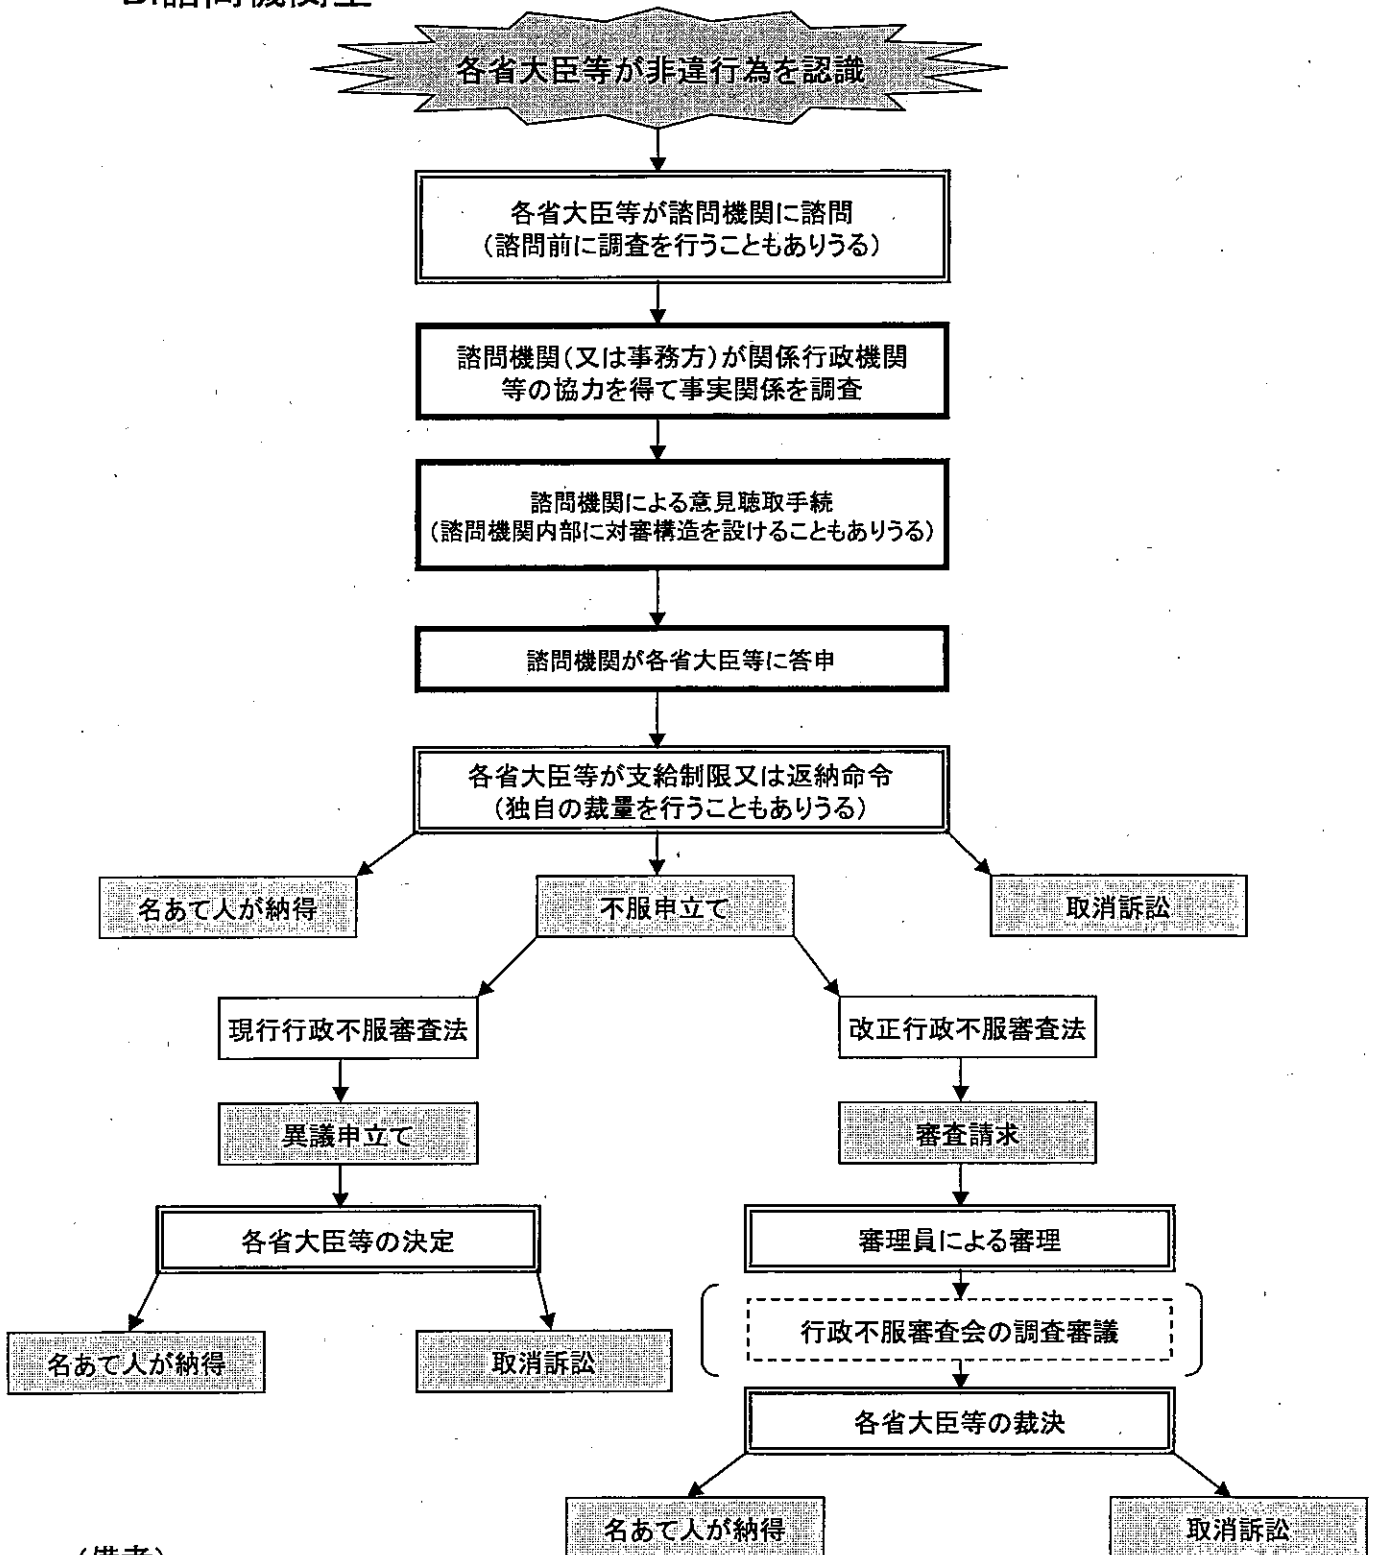 各省大臣等が非違行為を認識
各省大臣等が諮問機関に諮問
(諮問前に調査を行うこともありうる)
諮問機関(又は事務方)が関係行政機関
等の協力を得て事実関係を調査
諮問機関による意見聴取手続
(諮問機関内部に対審構造を設けることもありうる)
諮問機関が各省大臣等に答申
各省大臣等が支給制限又は返納命令
(独自の裁量を行うこともありうる)
名あて人が納得
不服申立て
取消訴訟
現行行政不服審査法
改正行政不服審査法
異議申立て
審査請求
各省大臣等の決定
審理員による審理
行政不服審査会の調査審議
名あて人が納得
取消訴訟
各省大臣等の裁決
名あて人が納得
取消訴訟